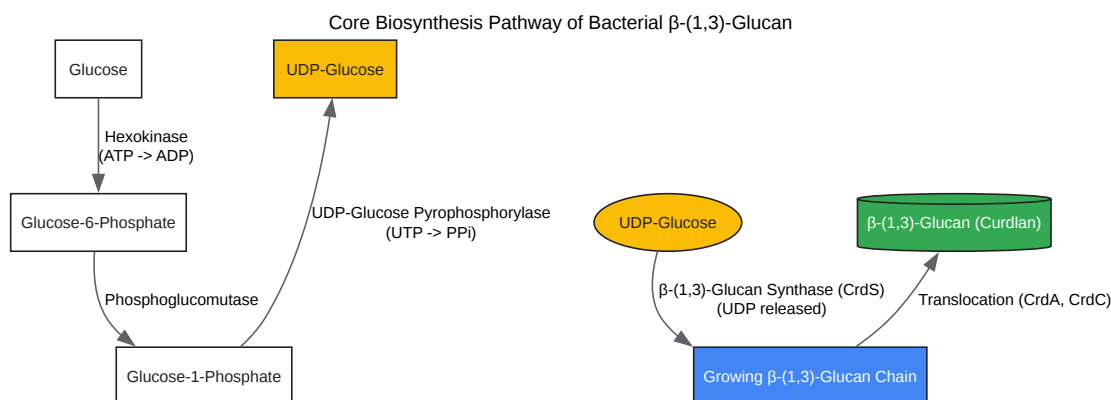 Core Biosynthesis Pathway of Bacterial β-(1,3)-Glucan
Glucose
Hexokinase
(ATP -> ADP)
Glucose-6-Phosphate
Phosphoglucomutase
Glucose-1-Phosphate
UDP-Glucose Pyrophosphorylase
(UTP -> PPi)
UDP-Glucose
UDP-Glucose
β-(1,3)-Glucan Synthase (CrdS)
(UDP released)
Growing β-(1,3)-Glucan Chain
Translocation (CrdA, CrdC)
β-(1,3)-Glucan (Curdlan)